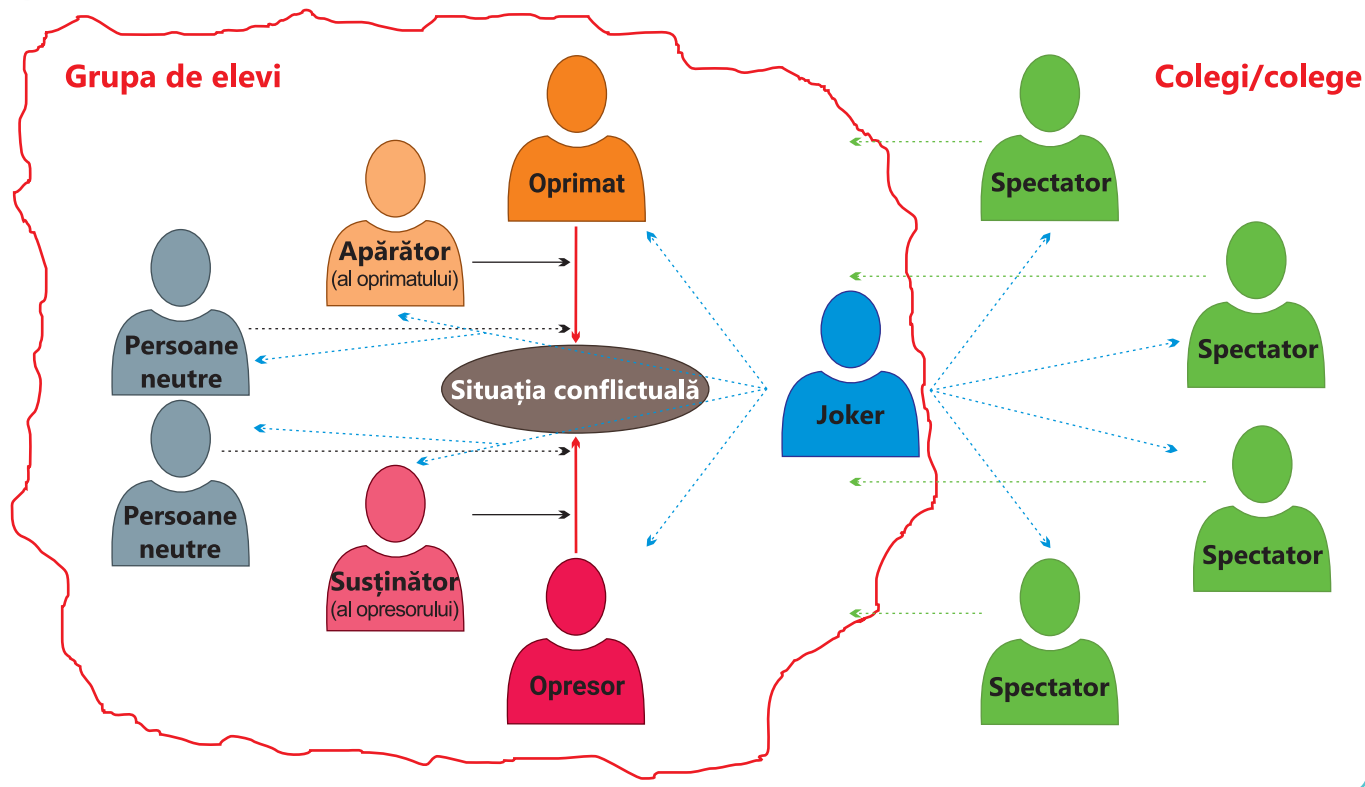 Grupa de elevi
Colegi/colege
Oprimat
Spectator
Apărător
(al oprimatului)
Persoane
neutre
Spectator
Situația conflictuală
Joker
Persoane
neutre
Spectator
Susținător
(al opresorului)
Opresor
Spectator